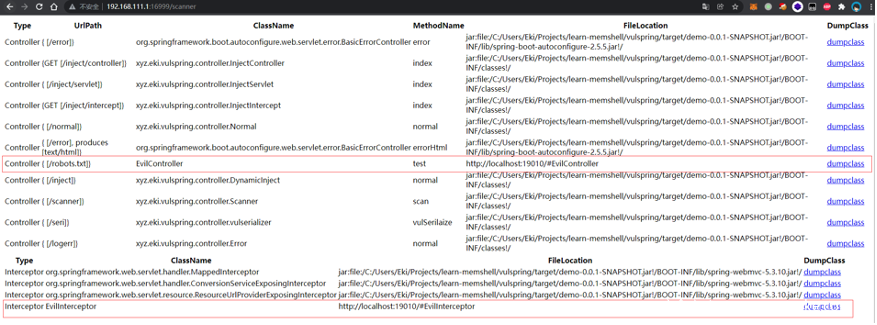 不安全 | 192.168.111.1:16999/scanner
Type UrlPath ClassName MethodName FileLocation DumpClass
Controller { [/error]} org.springframework.boot.autoconfigure.web.servlet.error.BasicErrorController error jar:file:/C:/Users/Eki/Projects/learn-memshell/vulspring/target/demo-0.0.1-SNAPSHOT.jar!/BOOT-INF/lib/spring-boot-autoconfigure-2.5.5.jar!/ dumpclass
Controller {GET [/inject/controller]} xyz.eki.vulspring.controller.InjectController index jar:file:/C:/Users/Eki/Projects/learn-memshell/vulspring/target/demo-0.0.1-SNAPSHOT.jar!/BOOT-INF/classes!/ dumpclass
Controller { [/inject/servlet]} xyz.eki.vulspring.controller.InjectServlet index jar:file:/C:/Users/Eki/Projects/learn-memshell/vulspring/target/demo-0.0.1-SNAPSHOT.jar!/BOOT-INF/classes!/ dumpclass
Controller {GET [/inject/intercept]} xyz.eki.vulspring.controller.InjectIntercept index jar:file:/C:/Users/Eki/Projects/learn-memshell/vulspring/target/demo-0.0.1-SNAPSHOT.jar!/BOOT-INF/classes!/ dumpclass
Controller { [/normal]} xyz.eki.vulspring.controller.Normal normal jar:file:/C:/Users/Eki/Projects/learn-memshell/vulspring/target/demo-0.0.1-SNAPSHOT.jar!/BOOT-INF/classes!/ dumpclass
Controller { [/error], produces [text/html]} org.springframework.boot.autoconfigure.web.servlet.error.BasicErrorController errorHtml jar:file:/C:/Users/Eki/Projects/learn-memshell/vulspring/target/demo-0.0.1-SNAPSHOT.jar!/BOOT-INF/lib/spring-boot-autoconfigure-2.5.5.jar!/ dumpclass
Controller { [/robots.txt]} EvilController test http://localhost:19010/#EvilController dumpclass
Controller { [/inject]} xyz.eki.vulspring.controller.DynamicInject normal jar:file:/C:/Users/Eki/Projects/learn-memshell/vulspring/target/demo-0.0.1-SNAPSHOT.jar!/BOOT-INF/classes!/ dumpclass
Controller { [/scanner]} xyz.eki.vulspring.controller.Scanner scan jar:file:/C:/Users/Eki/Projects/learn-memshell/vulspring/target/demo-0.0.1-SNAPSHOT.jar!/BOOT-INF/classes!/ dumpclass
Controller { [/seri]} xyz.eki.vulspring.controller.vulserializer vulSerilaize jar:file:/C:/Users/Eki/Projects/learn-memshell/vulspring/target/demo-0.0.1-SNAPSHOT.jar!/BOOT-INF/classes!/ dumpclass
Controller { [/logerr]} xyz.eki.vulspring.controller.Error normal jar:file:/C:/Users/Eki/Projects/learn-memshell/vulspring/target/demo-0.0.1-SNAPSHOT.jar!/BOOT-INF/classes!/ dumpclass
Type ClassName FileLocation DumpClass
Interceptor org.springframework.web.servlet.handler.MappedInterceptor jar:file:/C:/Users/Eki/Projects/learn-memshell/vulspring/target/demo-0.0.1-SNAPSHOT.jar!/BOOT-INF/lib/spring-webmvc-5.3.10.jar!/ dumpclass
Interceptor org.springframework.web.servlet.handler.ConversionServiceExposingInterceptor jar:file:/C:/Users/Eki/Projects/learn-memshell/vulspring/target/demo-0.0.1-SNAPSHOT.jar!/BOOT-INF/lib/spring-webmvc-5.3.10.jar!/ dumpclass
Interceptor org.springframework.web.servlet.resource.ResourceUrlProviderExposingInterceptor jar:file:/C:/Users/Eki/Projects/learn-memshell/vulspring/target/demo-0.0.1-SNAPSHOT.jar!/BOOT-INF/lib/spring-webmvc-5.3.10.jar!/ dumpclass
Interceptor EvilInterceptor http://localhost:19010/#EvilInterceptor